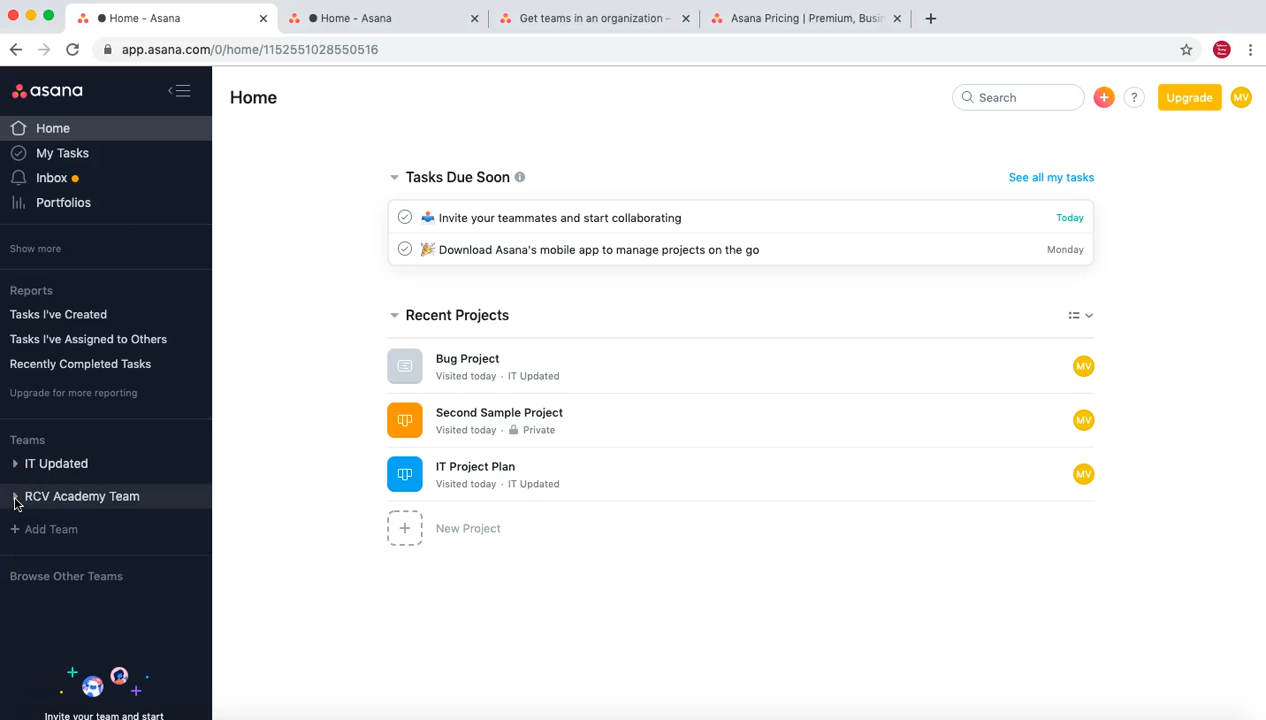 Home - Asana
Home - Asana
Get teams in an organization -
Asana Pricing | Premium, Busin
app.asana.com/0/home/1152551028550516
asana
Home
My Tasks
Inbox
Portfolios
Show more
Reports
Tasks I've Created
Tasks I've Assigned to Others
Recently Completed Tasks
Upgrade for more reporting
Teams
IT Updated
RCV Academy Team
+ Add Team
Browse Other Teams
Invite your team and start
Home
Search
?
Upgrade
MV
Tasks Due Soon
See all my tasks
Invite your teammates and start collaborating
Today
Download Asana's mobile app to manage projects on the go
Monday
Recent Projects
Bug Project
Visited today · IT Updated
MV
Second Sample Project
Visited today · Private
MV
IT Project Plan
Visited today · IT Updated
MV
New Project